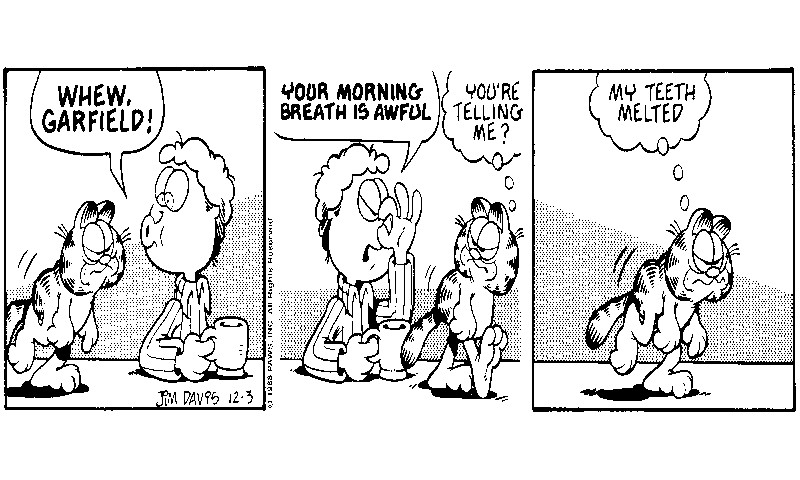 WHEW,
GARFIELD!
JIM DAVIS 12-3
YOUR MORNING
BREATH IS AWFUL
YOU'RE
TELLING
ME?
MY TEETH
MELTED